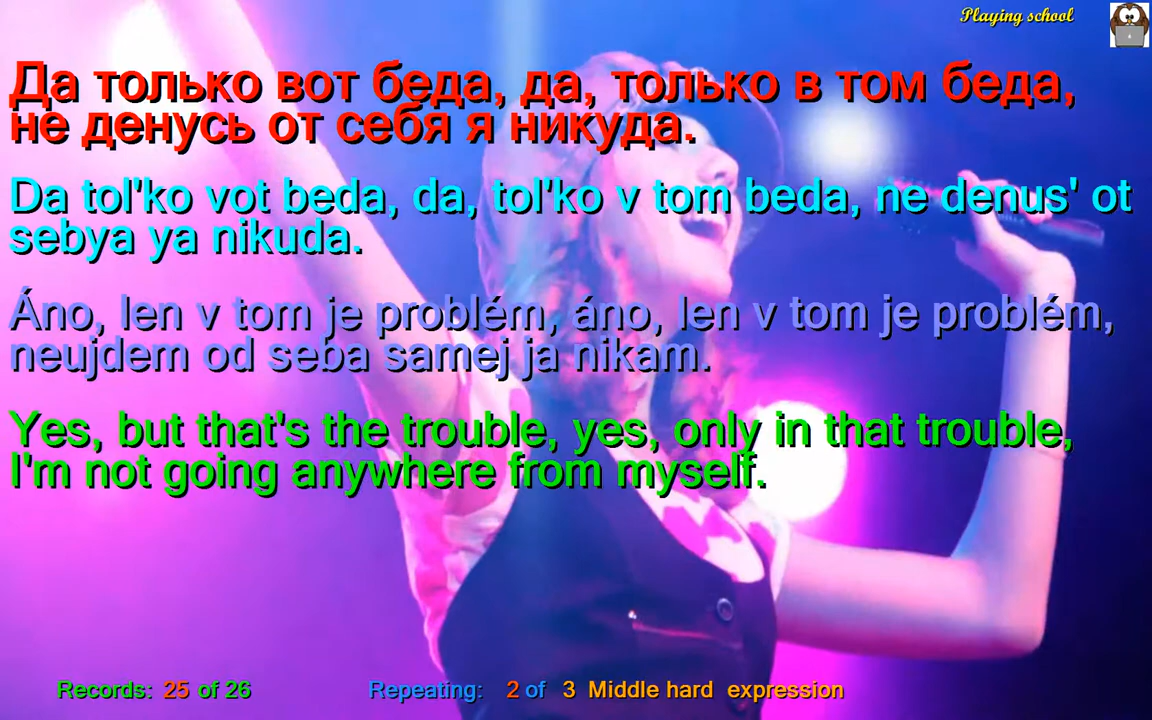 Playing school
Да только вот беда, да, только в том беда,
не денусь от себя я никуда.
Da tol'ko vot beda, da, tol'ko v tom beda, ne denus' ot
sebya ya nikuda.
Áno, len v tom je problém, áno, len v tom je problém,
neujdem od seba samej ja nikam.
Yes, but that's the trouble, yes, only in that trouble,
I'm not going anywhere from myself.
Records: 25 of 26 Repeating: 2 of 3 Middle hard expression